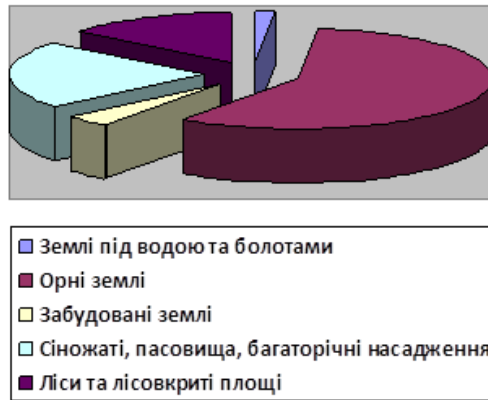 Землі під водою та болотами
Орні землі
Забудовані землі
Сіножаті, пасовища, багаторічні насадження
Ліси та лісовкриті площі